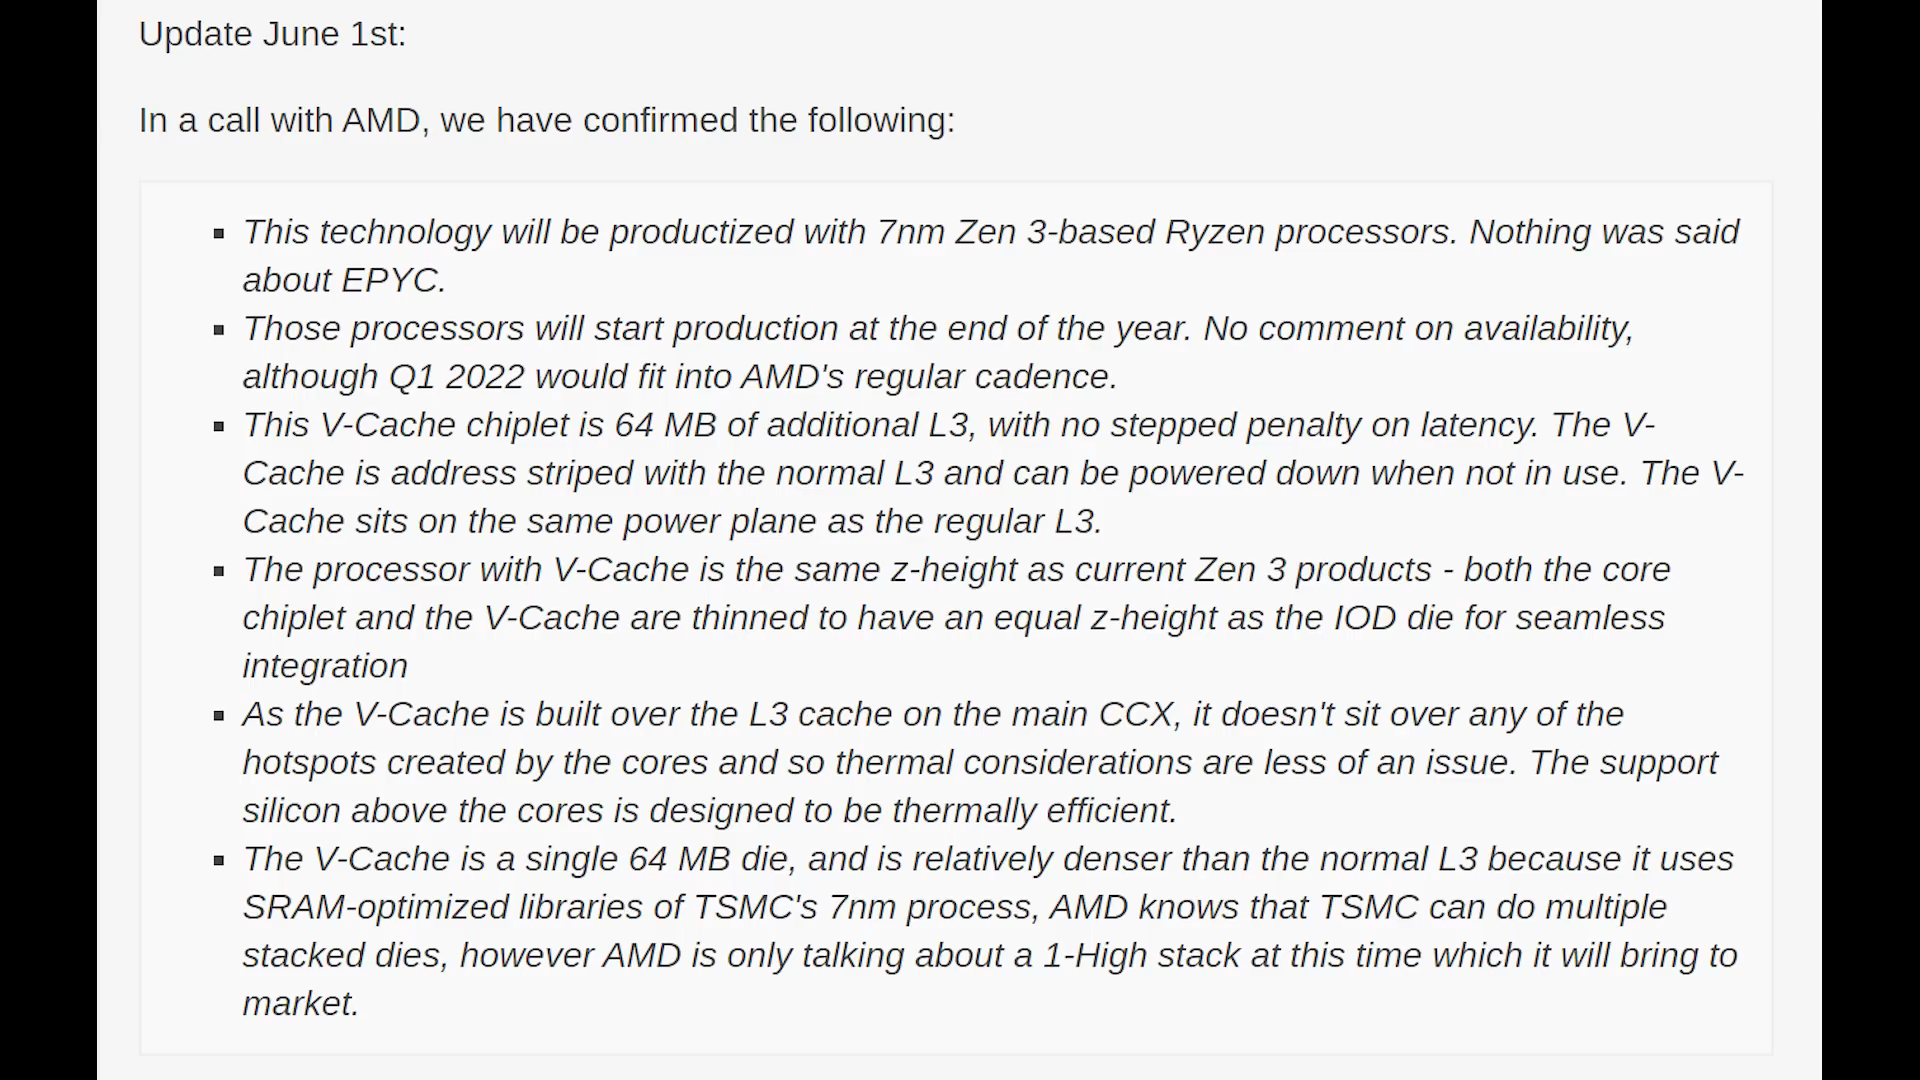 Update June 1st:
In a call with AMD, we have confirmed the following:
This technology will be productized with 7nm Zen 3-based Ryzen processors. Nothing was said
about EPYC.
Those processors will start production at the end of the year. No comment on availability,
although Q1 2022 would fit into AMD's regular cadence.
This V-Cache chiplet is 64 MB of additional L3, with no stepped penalty on latency. The V-
Cache is address striped with the normal L3 and can be powered down when not in use. The V-
Cache sits on the same power plane as the regular L3.
The processor with V-Cache is the same z-height as current Zen 3 products - both the core
chiplet and the V-Cache are thinned to have an equal z-height as the IOD die for seamless
integration
As the V-Cache is built over the L3 cache on the main CCX, it doesn't sit over any of the
hotspots created by the cores and so thermal considerations are less of an issue. The support
silicon above the cores is designed to be thermally efficient.
The V-Cache is a single 64 MB die, and is relatively denser than the normal L3 because it uses
SRAM-optimized libraries of TSMC's 7nm process, AMD knows that TSMC can do multiple
stacked dies, however AMD is only talking about a 1-High stack at this time which it will bring to
market.